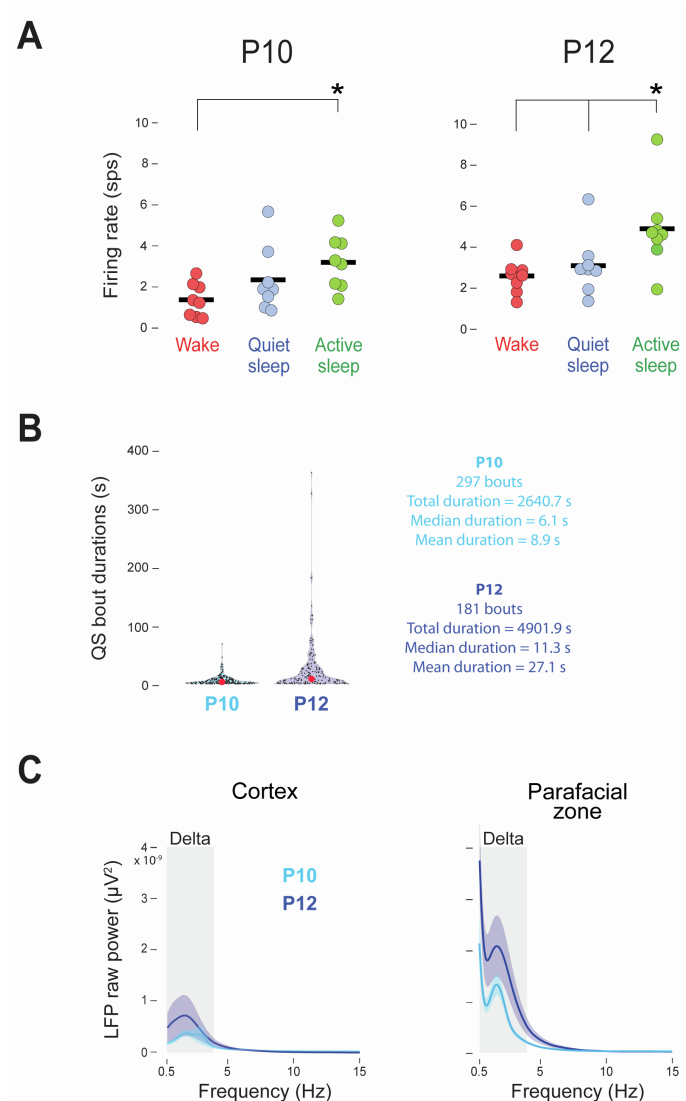 A
P10
P12
*
*
10
8
6
4
2
0
Firing rate (sps)
Wake
Quiet sleep
Active sleep
10
8
6
4
2
0
Wake
Quiet sleep
Active sleep
B
400
300
200
100
0
QS bout durations (s)
P10
P12
P10
297 bouts
Total duration = 2640.7 s
Median duration = 6.1 s
Mean duration = 8.9 s
P12
181 bouts
Total duration = 4901.9 s
Median duration = 11.3 s
Mean duration = 27.1 s
C
Cortex
Parafacial
zone
Delta
Delta
4
x 10-9
3
2
1
0
LFP raw power (µV²)
P10
P12
0.5
5
10
15
Frequency (Hz)
0.5
5
10
15
Frequency (Hz)